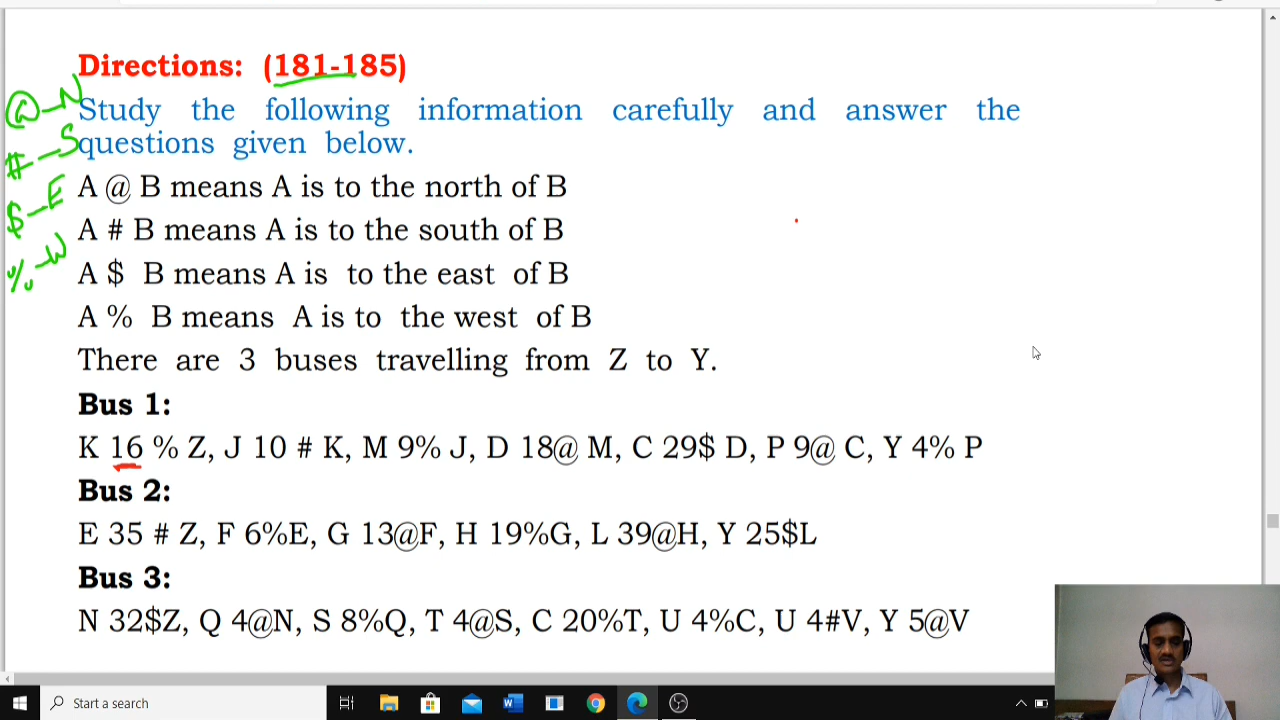 Directions: (181-185)
@-N Study the following information carefully and answer the
#-S questions given below.
$-E A @ B means A is to the north of B
A # B means A is to the south of B
%-W A $ B means A is to the east of B
A % B means A is to the west of B
There are 3 buses travelling from Z to Y.
Bus 1:
K 16 % Z, J 10 # K, M 9% J, D 18@ M, C 29$ D, P 9@ C, Y 4% P
Bus 2:
E 35 # Z, F 6%E, G 13@F, H 19%G, L 39@H, Y 25$L
Bus 3:
N 32$Z, Q 4@N, S 8%Q, T 4@S, C 20%T, U 4%C, U 4#V, Y 5@V
Start a search